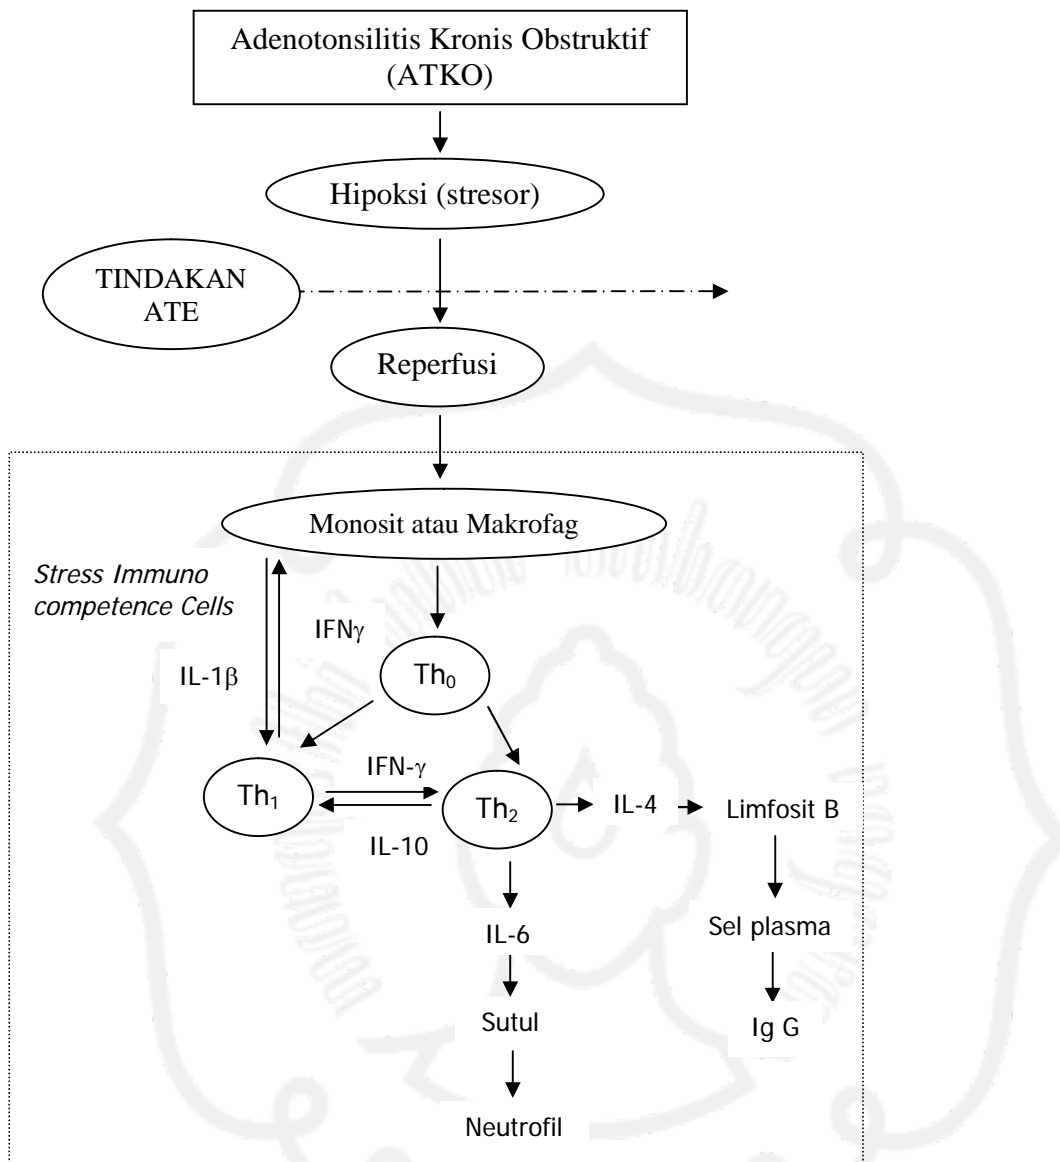 Adenotonsilitis Kronis Obstruktif
(ATKO)
Hipoksi (stresor)
TINDAKAN
ATE
Reperfusi
Monosit atau Makrofag
Stress Immuno
competence Cells
IFNγ
IL-1β
Th₀
Th₁
IFN-γ
IL-10
Th₂
IL-4
Limfosit B
IL-6
Sel plasma
Sutul
Ig G
Neutrofil